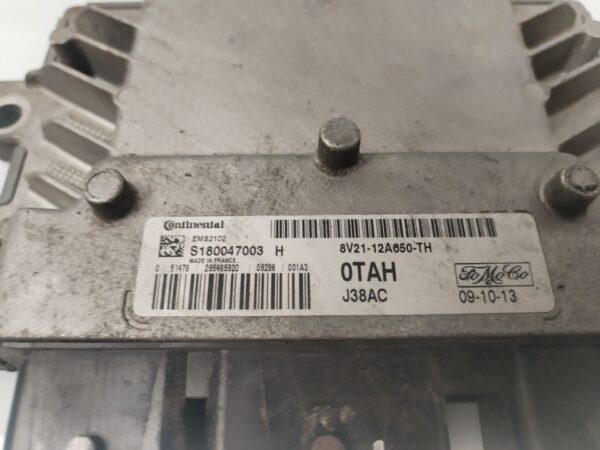 Continental
EMS2102
S180047003 H
MADE IN FRANCE
0 51478 295465920 09286 001A3
8V21-12A650-TH
0TAH
J38AC
FoMoCo
09-10-13